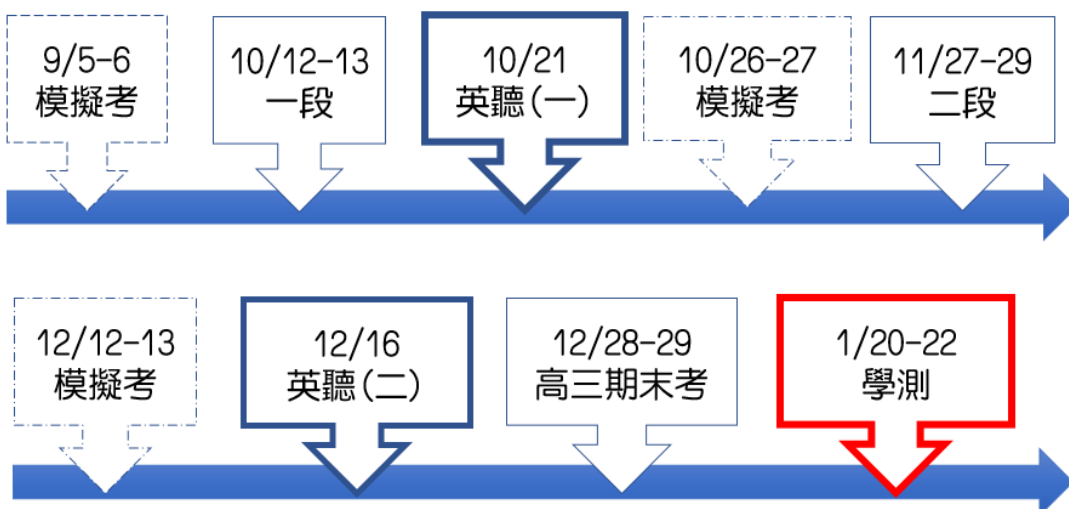 9/5-6
模擬考
10/12-13
一段
10/21
英聽(一)
10/26-27
模擬考
11/27-29
二段
12/12-13
模擬考
12/16
英聽(二)
12/28-29
高三期末考
1/20-22
學測